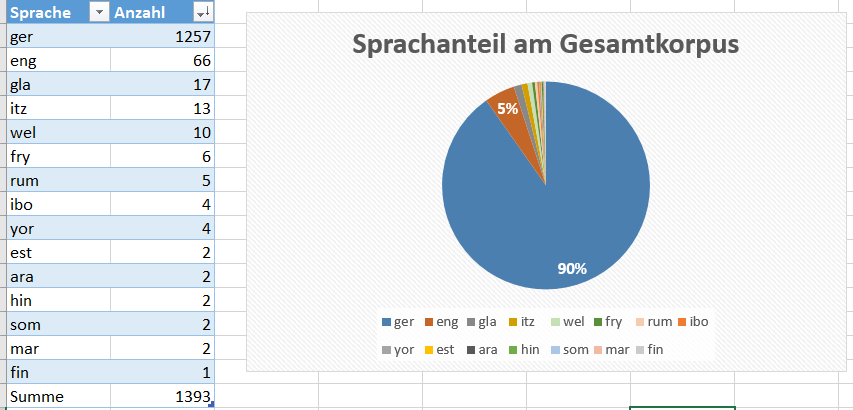 Sprache Anzahl
ger 1257
eng 66
gla 17
itz 13
wel 10
fry 6
rum 5
ibo 4
yor 4
est 2
ara 2
hin 2
som 2
mar 2
fin 1
Summe 1393
Sprachanteil am Gesamtkorpus
5%
90%
ger eng gla itz wel fry rum ibo
yor est ara hin som mar fin